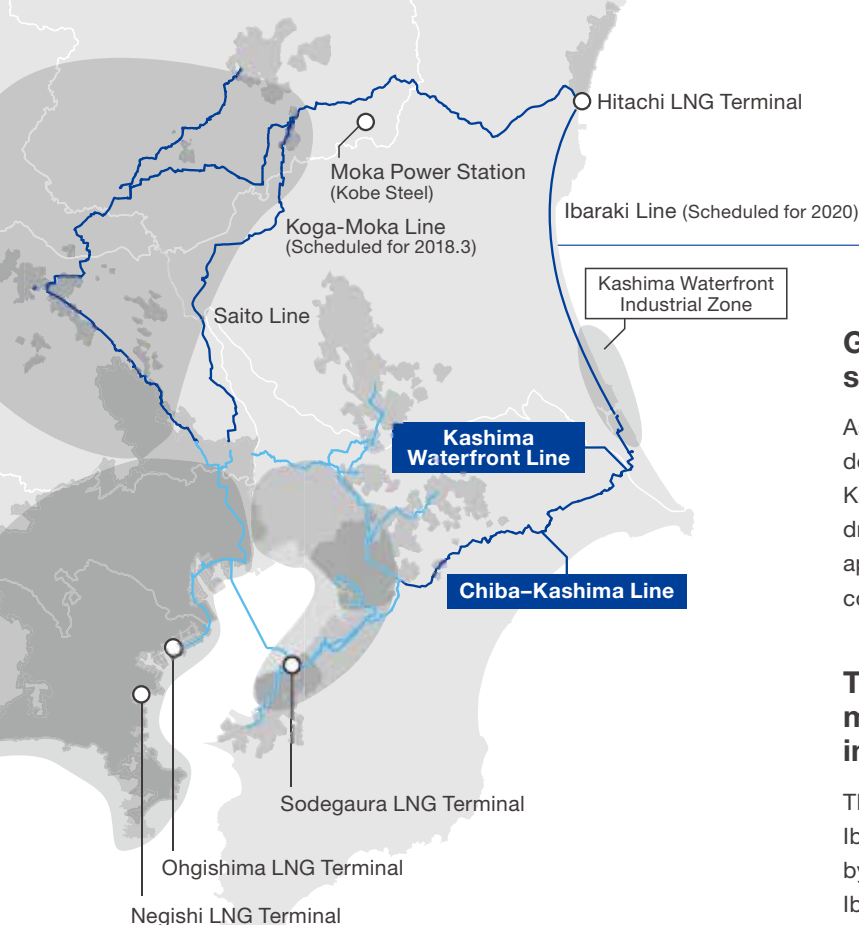 Hitachi LNG Terminal
Moka Power Station
(Kobe Steel)
Ibaraki Line (Scheduled for 2020)
Koga-Moka Line
(Scheduled for 2018.3)
Kashima Waterfront
Industrial Zone
Saito Line
Kashima
Waterfront Line
Chiba–Kashima Line
Sodegaura LNG Terminal
Ohgishima LNG Terminal
Negishi LNG Terminal